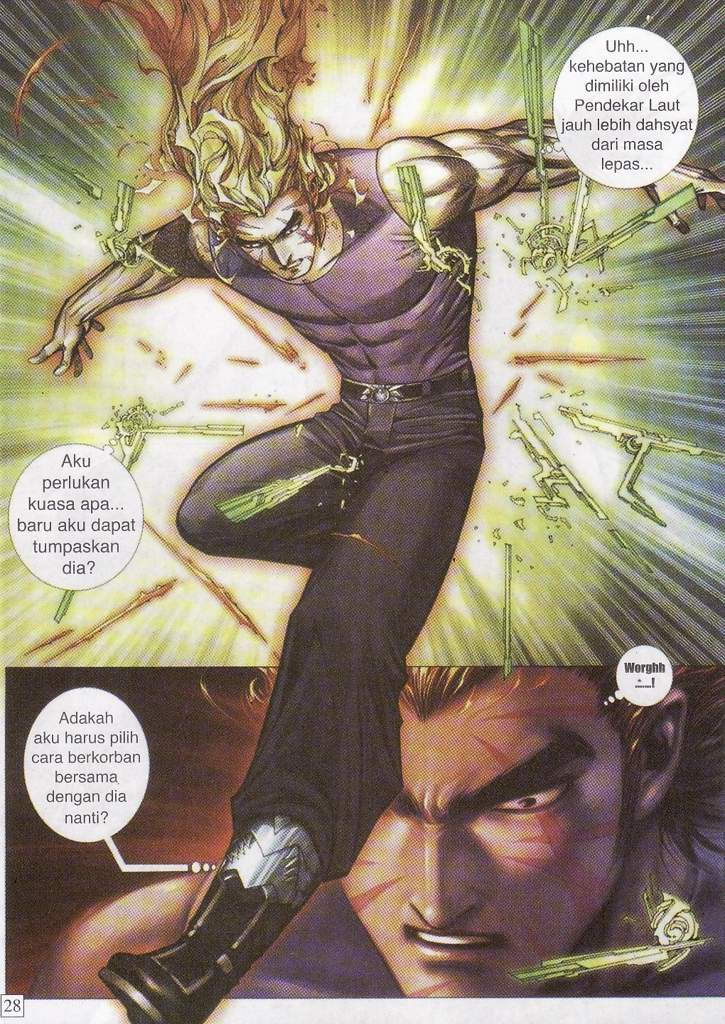 Uhh...
kehebatan yang
dimiliki oleh
Pendekar Laut
jauh lebih dahsyat
dari masa
lepas...
Aku
perlukan
kuasa apa...
baru aku dapat
tumpaskan
dia?
Worghh
......!
Adakah
aku harus pilih
cara berkorban
bersama
dengan dia
nanti?
28